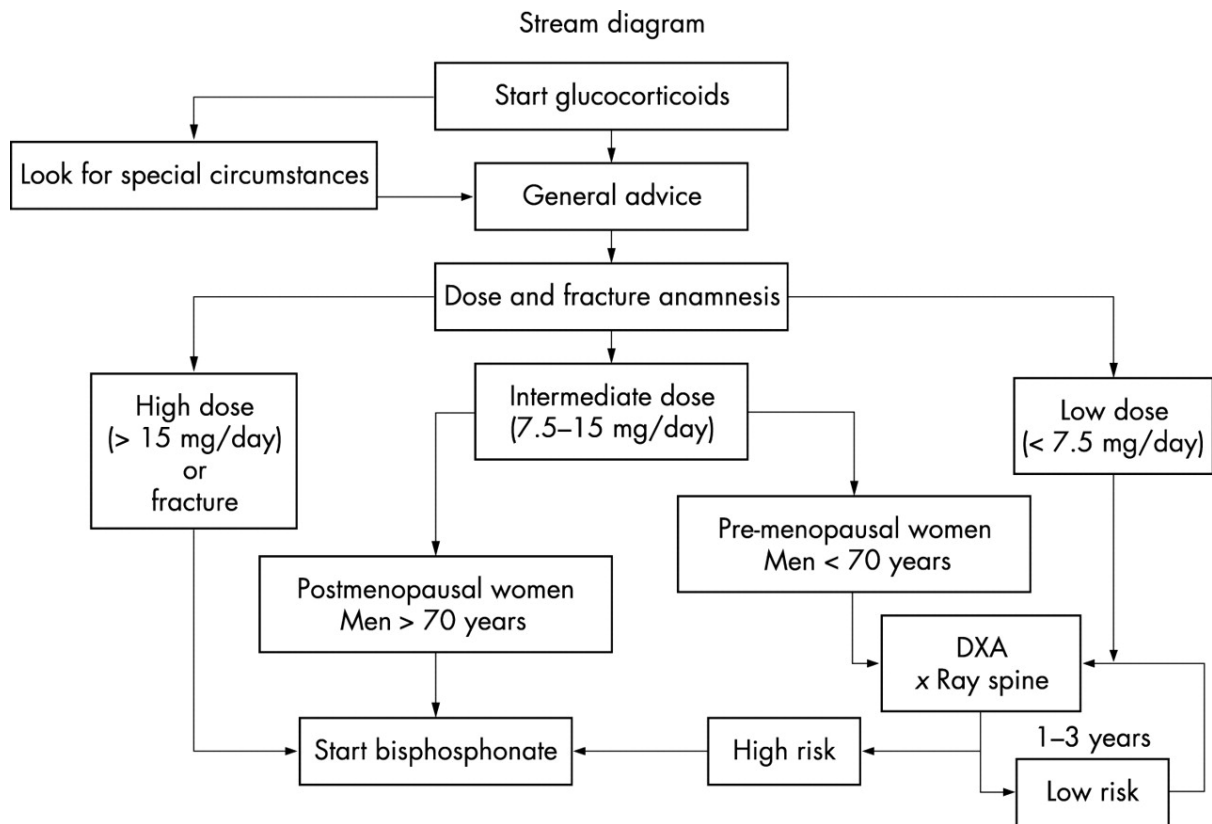 Stream diagram
Start glucocorticoids
Look for special circumstances
General advice
Dose and fracture anamnesis
High dose
(> 15 mg/day)
or
fracture
Intermediate dose
(7.5–15 mg/day)
Low dose
(< 7.5 mg/day)
Pre-menopausal women
Men < 70 years
Postmenopausal women
Men > 70 years
DXA
x Ray spine
Start bisphosphonate
High risk
1–3 years
Low risk